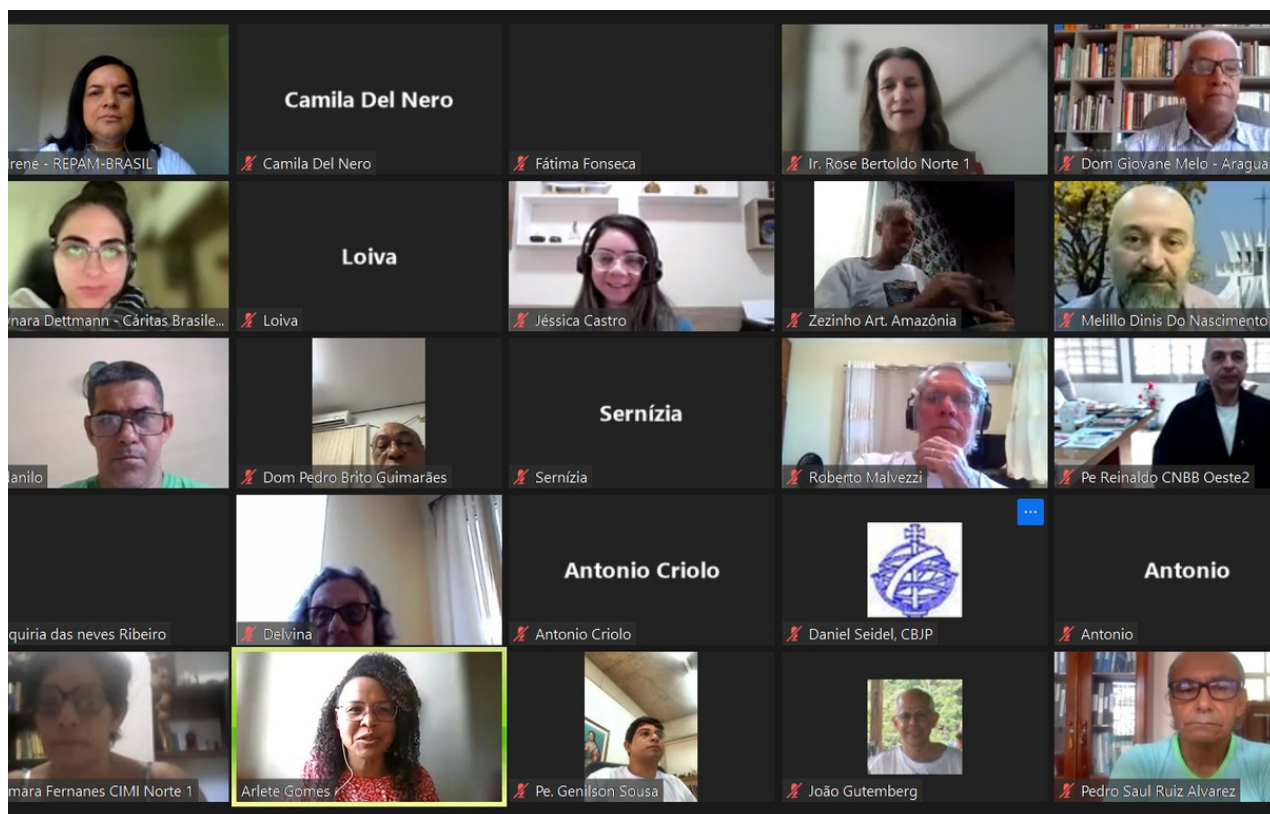 Irene - REPAM-BRASIL
Camila Del Nero
Camila Del Nero
Fátima Fonseca
Ir. Rose Bertoldo Norte 1
Dom Giovane Melo - Aragua
ynara Dettmann - Cáritas Brasile...
Loiva
Loiva
Jéssica Castro
Zezinho Art. Amazônia
Melillo Dinis Do Nascimento
danilo
Dom Pedro Brito Guimarães
Sernízia
Sernízia
Roberto Malvezzi
Pe Reinaldo CNBB Oeste2
quiria das neves Ribeiro
Delvina
Antonio Criolo
Antonio Criolo
Daniel Seidel, CBJP
Antonio
Antonio
mara Fernanes CIMI Norte 1
Arlete Gomes
Pe. Genilson Sousa
João Gutemberg
Pedro Saul Ruiz Alvarez